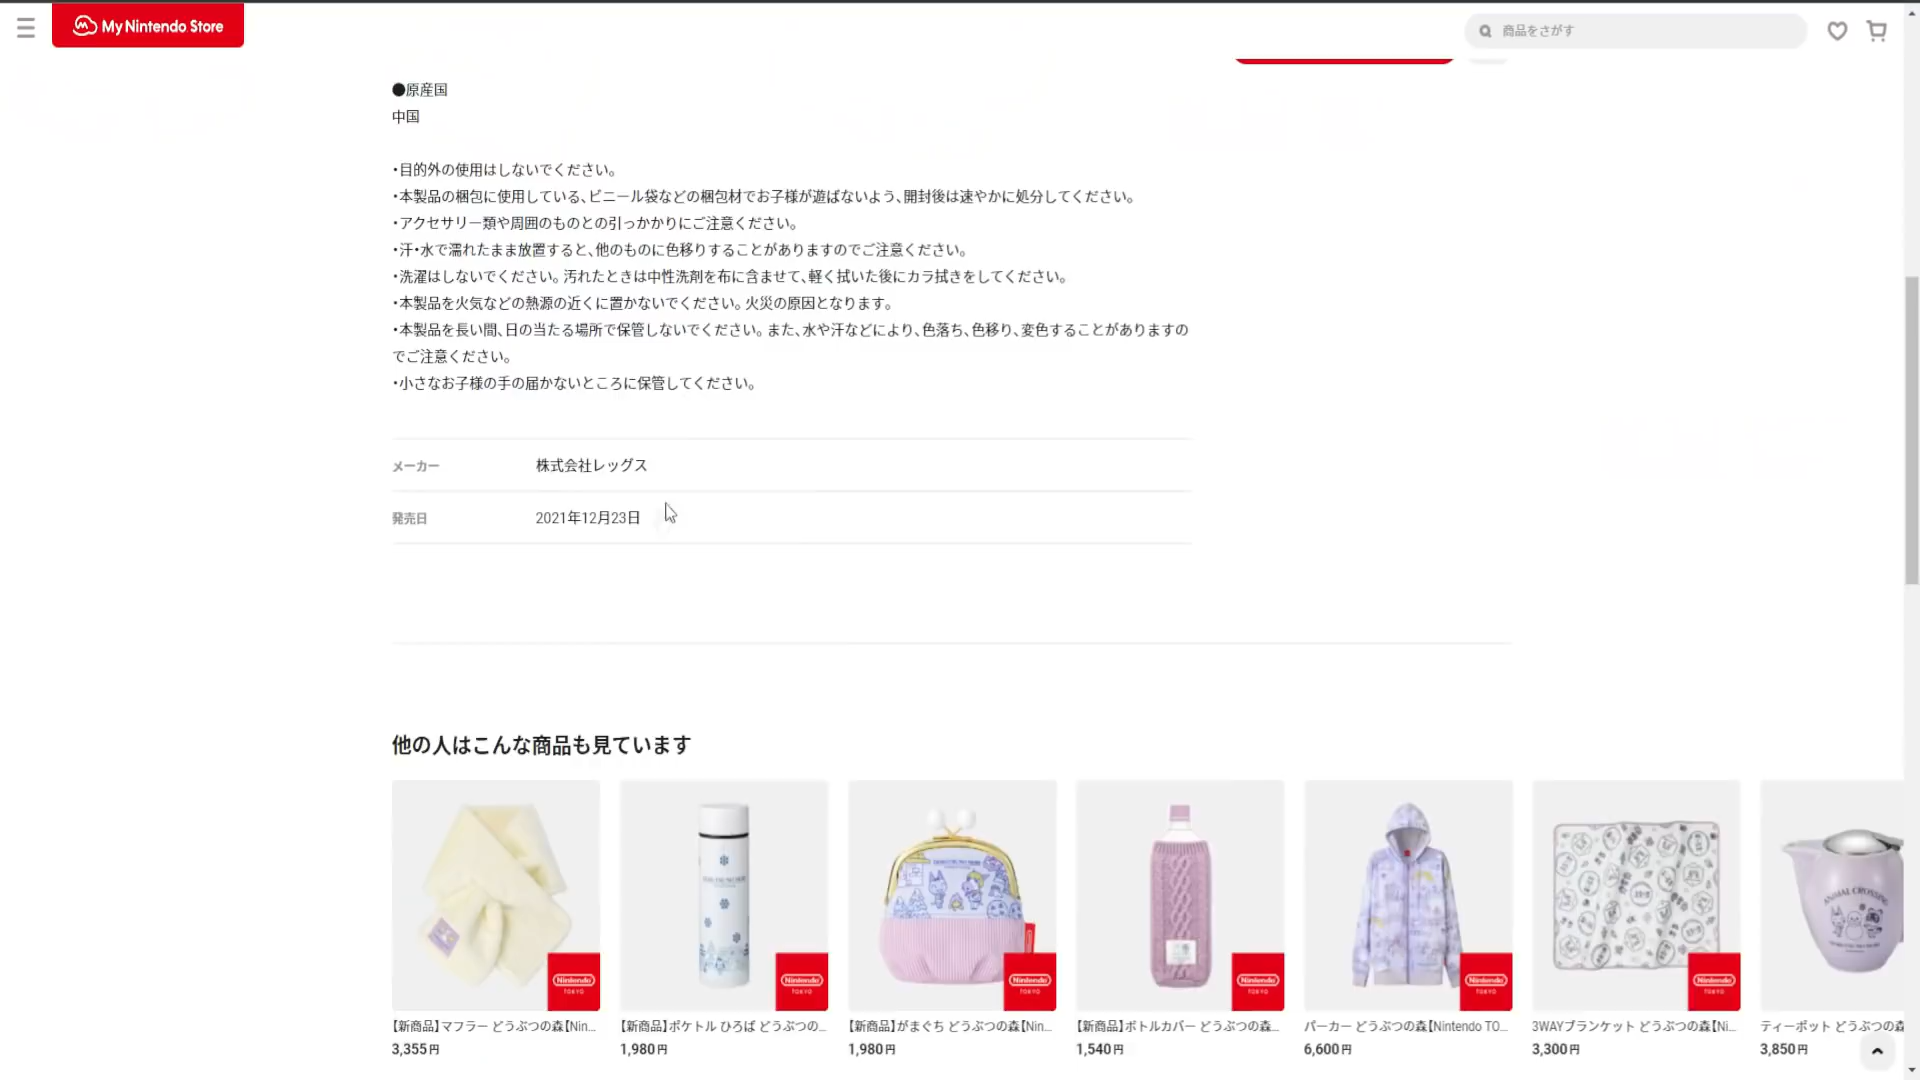 My Nintendo Store
商品をさがす
●原産国
中国
・目的外の使用はしないでください。
・本製品の梱包に使用している、ビニール袋などの梱包材でお子様が遊ばないよう、開封後は速やかに処分してください。
・アクセサリー類や周囲のものとの引っかかりにご注意ください。
・汗・水で濡れたまま放置すると、他のものに色移りすることがありますのでご注意ください。
・洗濯はしないでください。汚れたときは中性洗剤を布に含ませて、軽く拭いた後にカラ拭きをしてください。
・本製品を火気などの熱源の近くに置かないでください。火災の原因となります。
・本製品を長い間、日の当たる場所で保管しないでください。また、水や汗などにより、色落ち、色移り、変色することがありますの
でご注意ください。
・小さなお子様の手の届かないところに保管してください。
メーカー 株式会社レッグス
発売日 2021年12月23日
他の人はこんな商品も見ています
ANIMAL CROSSING
Nintendo TOKYO Nintendo TOKYO Nintendo TOKYO Nintendo TOKYO Nintendo TOKYO Nintendo TOKYO
【新商品】マフラー どうぶつの森【Nin... 【新商品】ポケトル ひろば どうぶつの... 【新商品】がまぐち どうぶつの森【Nin... 【新商品】ボトルカバー どうぶつの森... パーカー どうぶつの森【Nintendo TO... 3WAYブランケット どうぶつの森【Ni... ティーポット どうぶつの森
3,355円 1,980円 1,980円 1,540円 6,600円 3,300円 3,850円